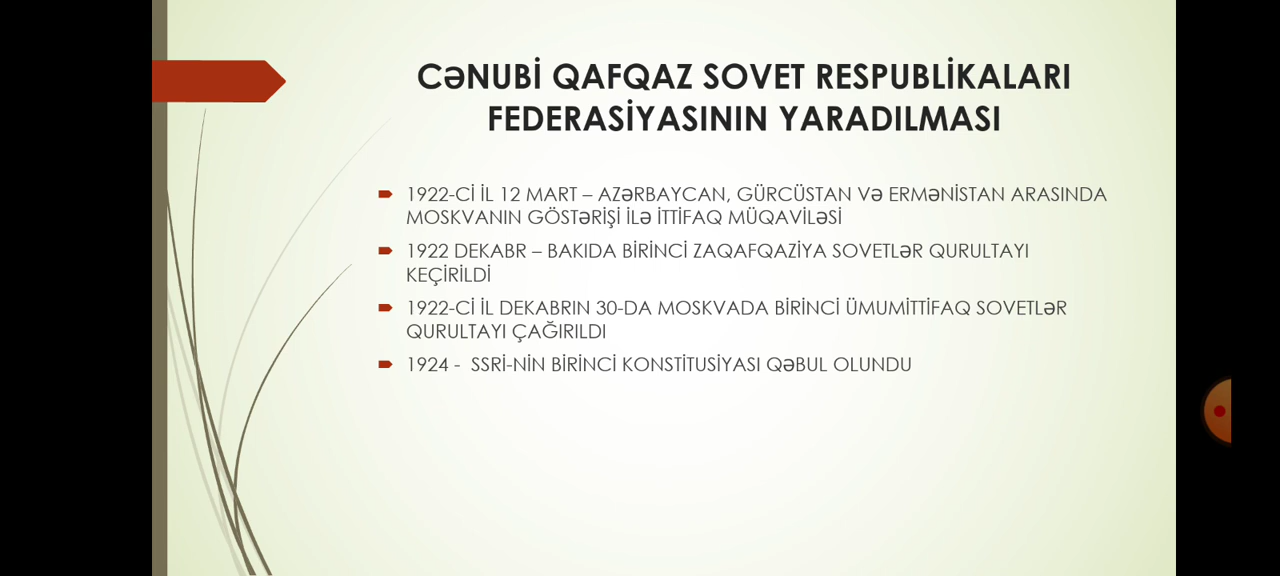 CƏNUBİ QAFQAZ SOVET RESPUBLİKALARI
FEDERASİYASININ YARADILMASI
1922-Cİ İL 12 MART – AZƏRBAYCAN, GÜRCÜSTAN VƏ ERMƏNİSTAN ARASINDA
MOSKVANIN GÖSTƏRİŞİ İLƏ İTTİFAQ MÜQAVİLƏSİ
1922 DEKABR – BAKIDA BİRİNCİ ZAQAFQAZİYA SOVETLƏR QURULTAYI
KEÇİRİLDİ
1922-Cİ İL DEKABRIN 30-DA MOSKVADA BİRİNCİ ÜMUMİTTİFAQ SOVETLƏR
QURULTAYI ÇAĞIRILDI
1924 - SSRİ-NİN BİRİNCİ KONSTİTUSİYASI QƏBUL OLUNDU